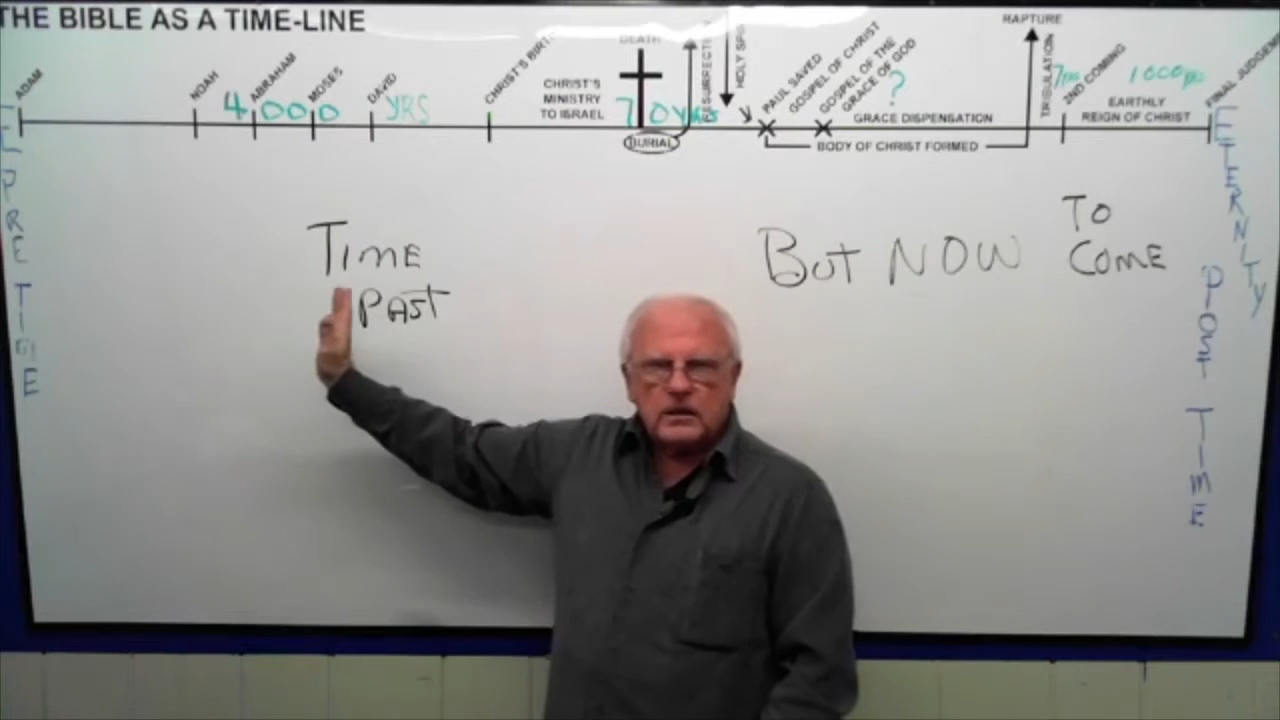 THE BIBLE AS A TIME-LINE
ADAM
NOAH
ABRAHAM
MOSES
DAVID
CHRIST'S BIRTH
4000 YRS
CHRIST'S
MINISTRY
TO ISRAEL
DEATH
BURIAL
70 YRS
RESURRECTION
HOLY SPI
PAUL SAVED
GOSPEL OF CHRIST
GOSPEL OF THE
GRACE OF GOD
?
GRACE DISPENSATION
BODY OF CHRIST FORMED
RAPTURE
TRIBULATION
7 yrs
2ND COMING
1000 yrs
EARTHLY
REIGN OF CHRIST
FINAL JUDGEMENT
PRE TIME
TIME
PAST
BUT NOW
TO
COME
ETERNITY
TIME